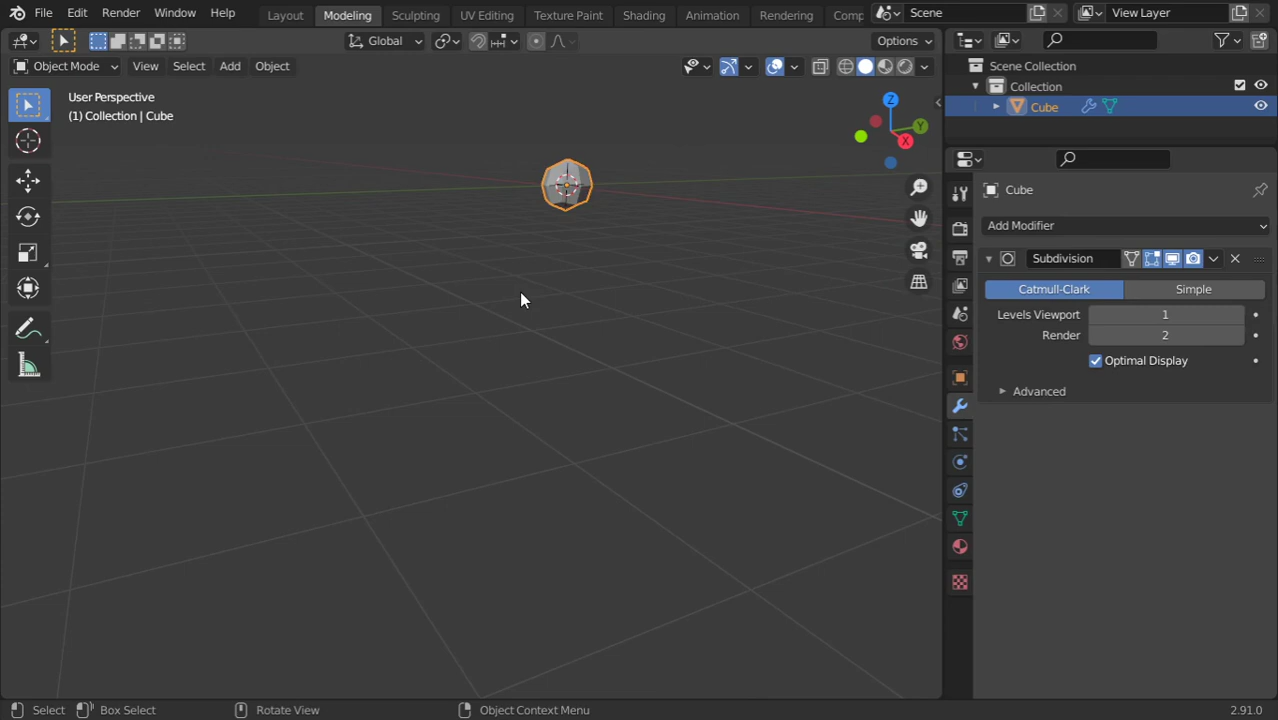 File Edit Render Window Help Layout Modeling Sculpting UV Editing Texture Paint Shading Animation Rendering Comp Scene View Layer
Global Options
Object Mode View Select Add Object
Scene Collection
Collection
Cube
User Perspective
(1) Collection | Cube
Z
Y
X
Cube
Add Modifier
Subdivision
Catmull-Clark Simple
Levels Viewport 1
Render 2
Optimal Display
Advanced
Select Box Select Rotate View Object Context Menu 2.91.0